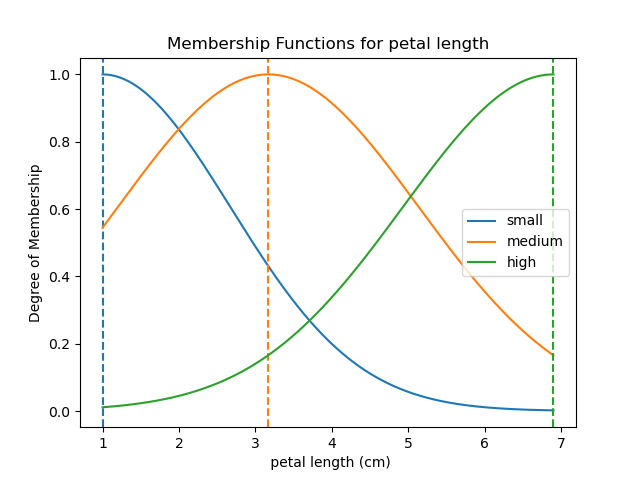 Membership Functions for petal length
Degree of Membership
1.0
0.8
0.6
0.4
0.2
0.0
small
medium
high
1 2 3 4 5 6 7
petal length (cm)